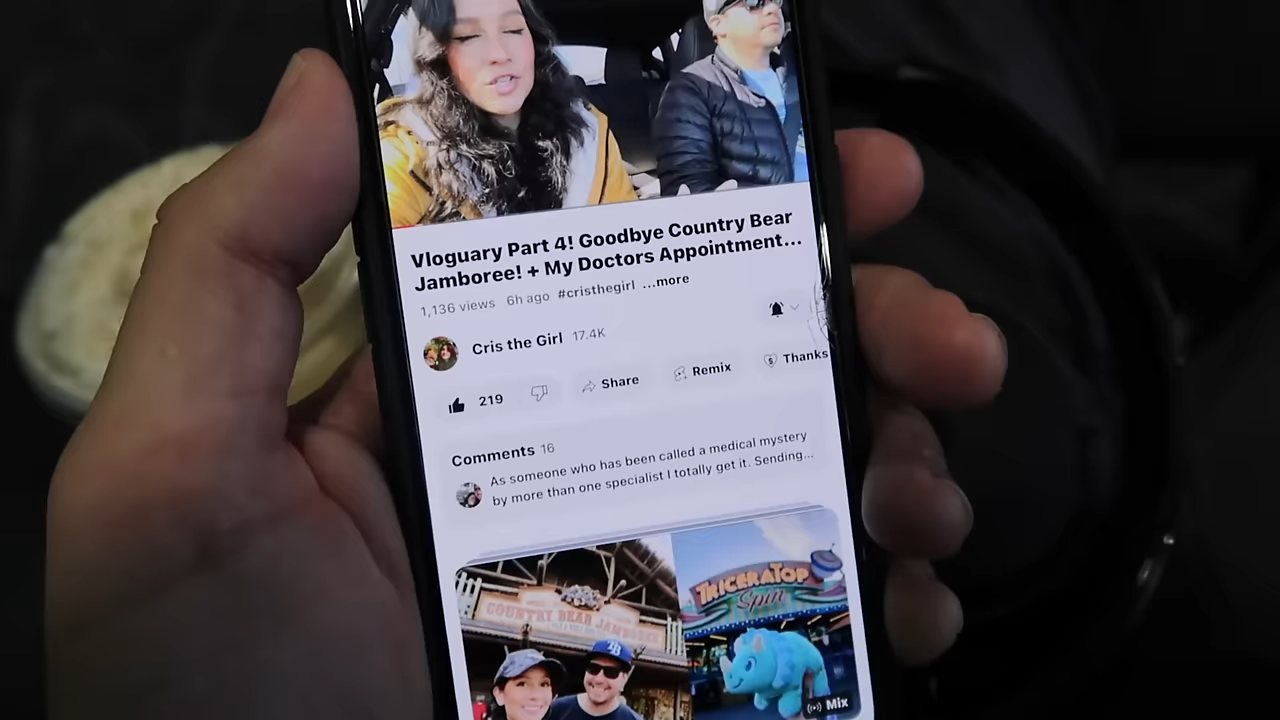 Vloguary Part 4! Goodbye Country Bear
Jamboree! + My Doctors Appointment...
1,136 views 6h ago #cristhegirl ...more
Cris the Girl 17.4K
219
Share
Remix
Thanks
Comments 16
As someone who has been called a medical mystery
by more than one specialist I totally get it. Sending...
COUNTRY BEAR JAMBOREE
TRICERATOP
Spin
TB
Mix